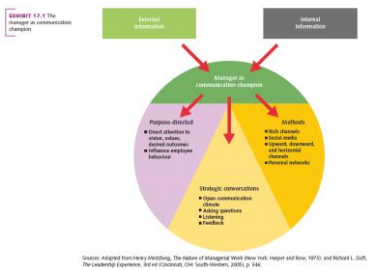 EXHIBIT 17.1 The
manager as communication
champion
External
Information
Internal
Information
Manager as
communication champion
Purpose-directed
■ Direct attention to
vision, values,
desired outcomes
■ Influence employee
behaviour
Methods
■ Rich channels
■ Social media
■ Upward, downward,
and horizontal
channels
■ Personal networks
Strategic conversations
■ Open communication
climate
■ Asking questions
■ Listening
■ Feedback
Sources: Adapted from Henry Mintzberg, The Nature of Managerial Work (New York: Harper and Row, 1973); and Richard L. Daft,
The Leadership Experience, 3rd ed (Cincinnati, OH: South-Western, 2005), p. 346.